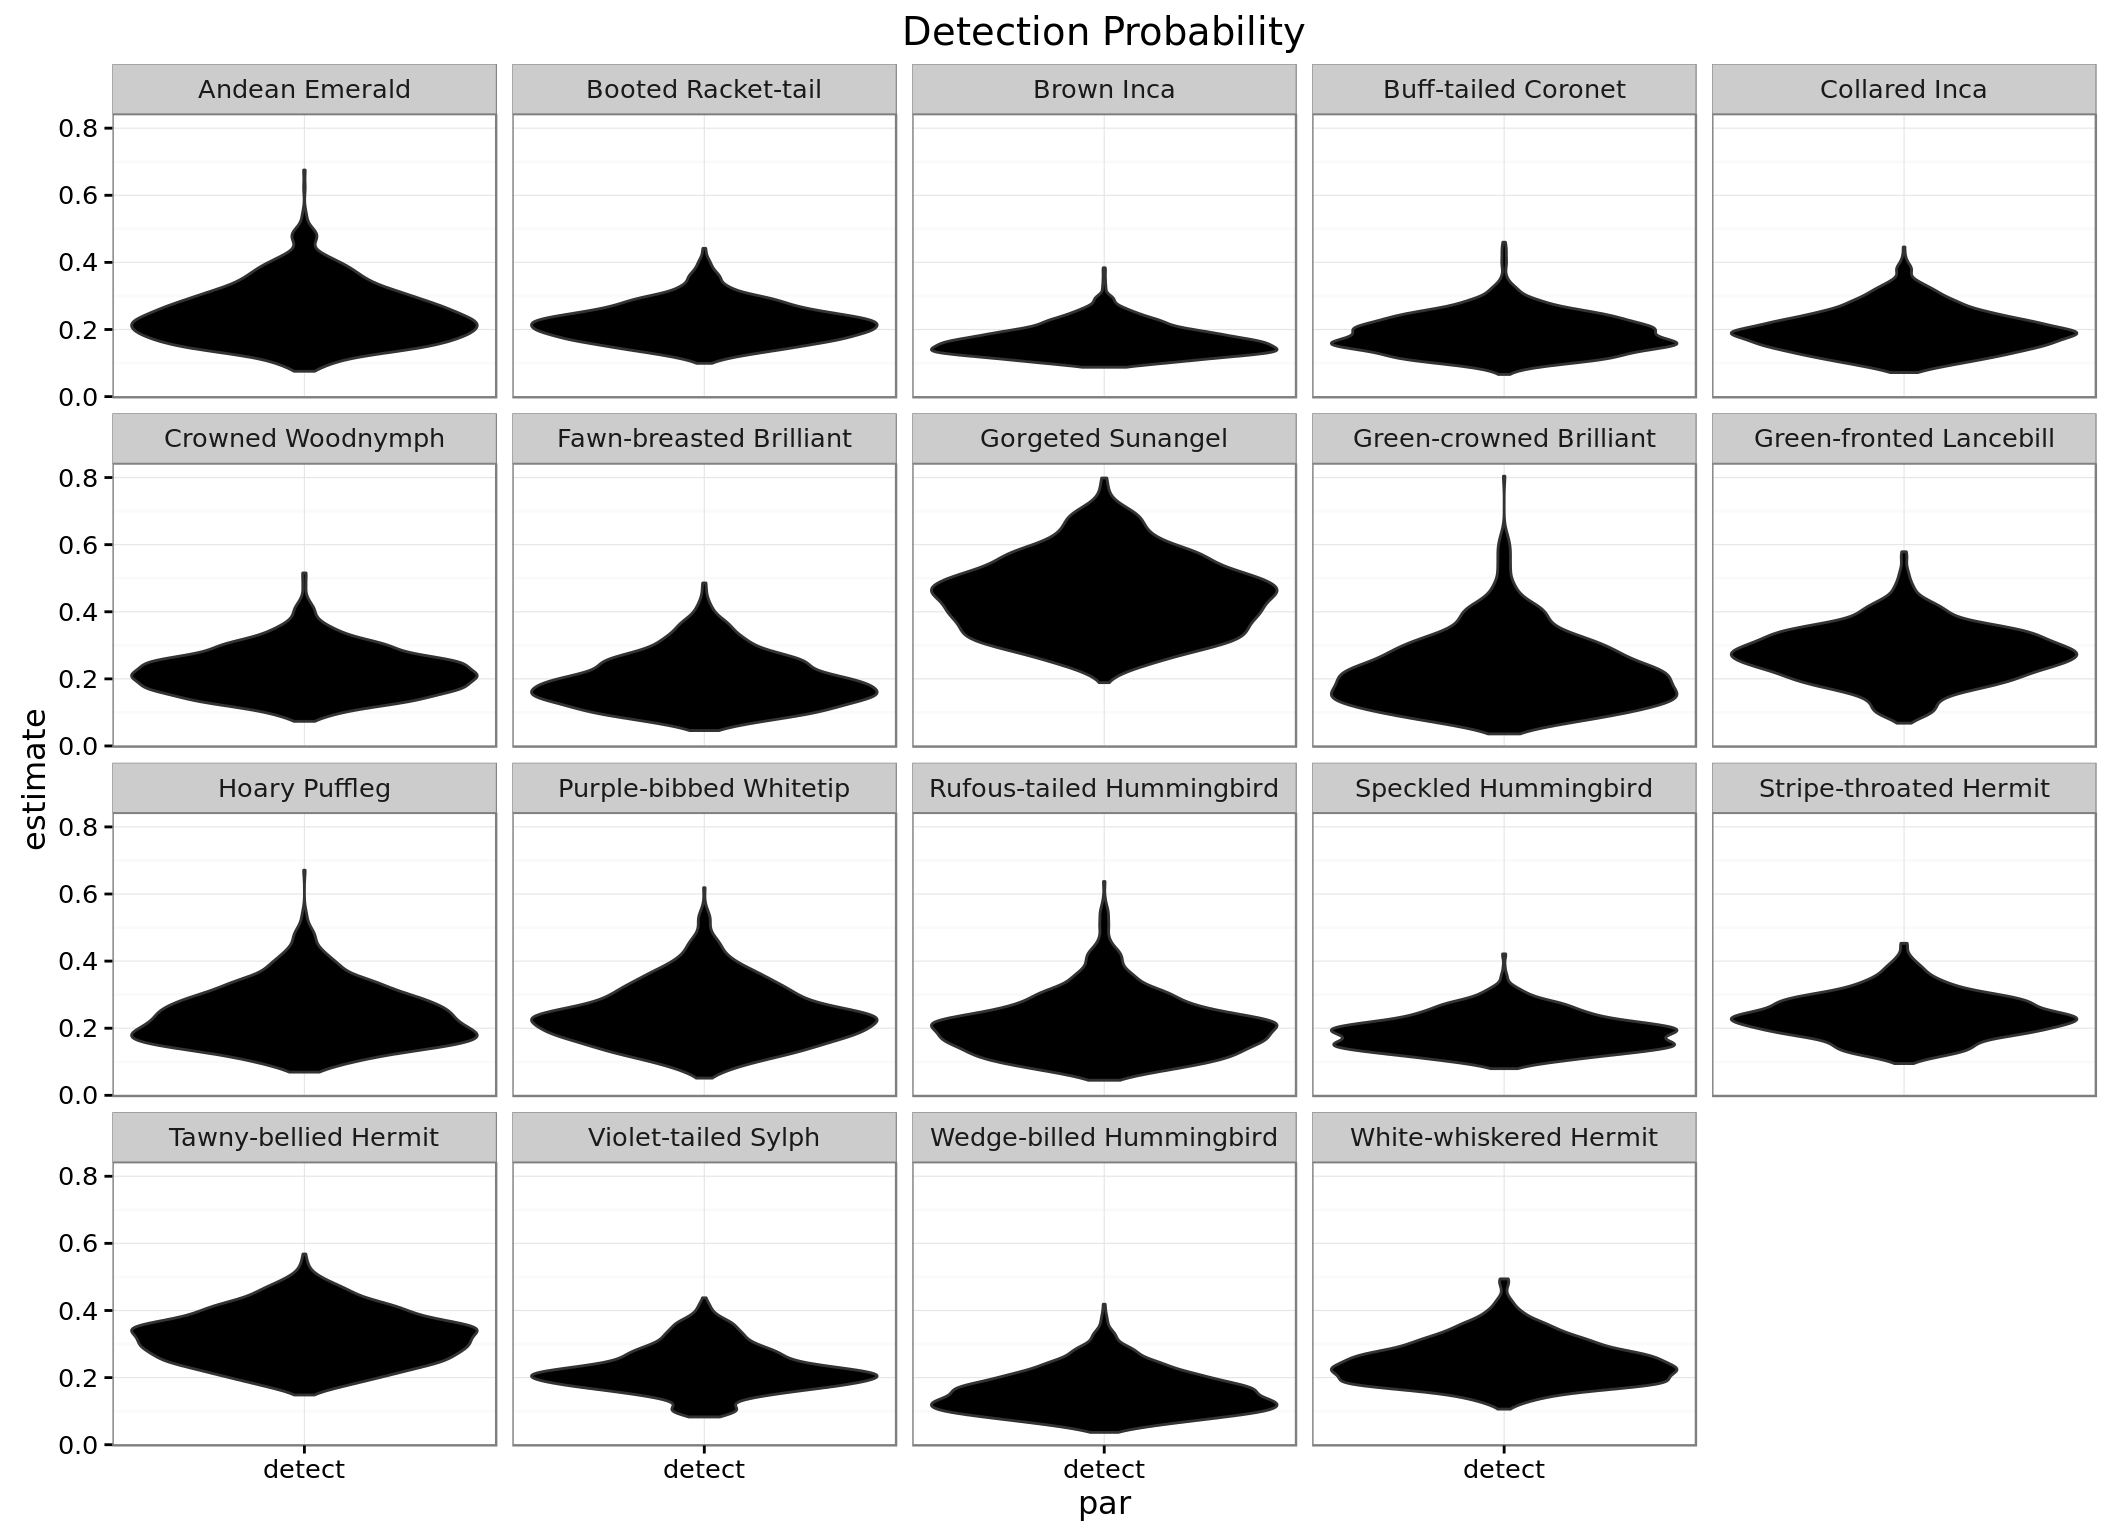 Detection Probability
Andean Emerald
Booted Racket-tail
Brown Inca
Buff-tailed Coronet
Collared Inca
0.8
0.6
0.4
0.2
0.0
Crowned Woodnymph
Fawn-breasted Brilliant
Gorgeted Sunangel
Green-crowned Brilliant
Green-fronted Lancebill
0.8
0.6
0.4
0.2
0.0
estimate
Hoary Puffleg
Purple-bibbed Whitetip
Rufous-tailed Hummingbird
Speckled Hummingbird
Stripe-throated Hermit
0.8
0.6
0.4
0.2
0.0
Tawny-bellied Hermit
Violet-tailed Sylph
Wedge-billed Hummingbird
White-whiskered Hermit
0.8
0.6
0.4
0.2
0.0
detect
detect
detect
detect
par